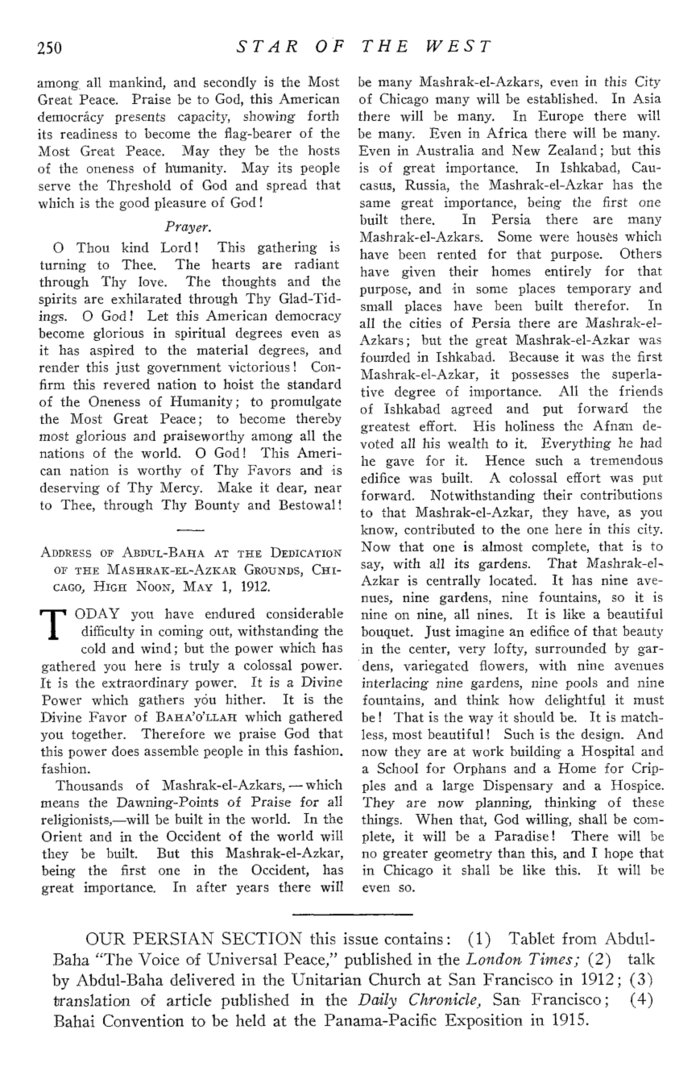 250
STAR OF THE WEST
among all mankind, and secondly is the Most
Great Peace. Praise be to God, this American
democrácy presents capacity, showing forth
its readiness to become the flag-bearer of the
Most Great Peace. May they be the hosts
of the oneness of humanity. May its people
serve the Threshold of God and spread that
which is the good pleasure of God!
Prayer.
O Thou kind Lord! This gathering is
turning to Thee. The hearts are radiant
through Thy love. The thoughts and the
spirits are exhilarated through Thy Glad-Tid-
ings. O God! Let this American democracy
become glorious in spiritual degrees even as
it has aspired to the material degrees, and
render this just government victorious! Con-
firm this revered nation to hoist the standard
of the Oneness of Humanity; to promulgate
the Most Great Peace; to become thereby
most glorious and praiseworthy among all the
nations of the world. O God! This Ameri-
can nation is worthy of Thy Favors and is
deserving of Thy Mercy. Make it dear, near
to Thee, through Thy Bounty and Bestowal!
ADDRESS OF ABDUL-BAHA AT THE DEDICATION
OF THE MASHRAK-EL-AZKAR GROUNDS, CHI-
CAGO, HIGH NOON, MAY 1, 1912.
TODAY you have endured considerable
difficulty in coming out, withstanding the
cold and wind; but the power which has
gathered you here is truly a colossal power.
It is the extraordinary power. It is a Divine
Power which gathers you hither. It is the
Divine Favor of BAHA'O'LLAH which gathered
you together. Therefore we praise God that
this power does assemble people in this fashion.
fashion.
Thousands of Mashrak-el-Azkars,—which
means the Dawning-Points of Praise for all
religionists,—will be built in the world. In the
Orient and in the Occident of the world will
they be built. But this Mashrak-el-Azkar,
being the first one in the Occident, has
great importance. In after years there will
be many Mashrak-el-Azkars, even in this City
of Chicago many will be established. In Asia
there will be many. In Europe there will
be many. Even in Africa there will be many.
Even in Australia and New Zealand; but this
is of great importance. In Ishkabad, Cau-
casus, Russia, the Mashrak-el-Azkar has the
same great importance, being the first one
built there. In Persia there are many
Mashrak-el-Azkars. Some were houses which
have been rented for that purpose. Others
have given their homes entirely for that
purpose, and in some places temporary and
small places have been built therefor. In
all the cities of Persia there are Mashrak-el-
Azkars; but the great Mashrak-el-Azkar was
founded in Ishkabad. Because it was the first
Mashrak-el-Azkar, it possesses the superla-
tive degree of importance. All the friends
of Ishkabad agreed and put forward the
greatest effort. His holiness the Afnan de-
voted all his wealth to it. Everything he had
he gave for it. Hence such a tremendous
edifice was built. A colossal effort was put
forward. Notwithstanding their contributions
to that Mashrak-el-Azkar, they have, as you
know, contributed to the one here in this city.
Now that one is almost complete, that is to
say, with all its gardens. That Mashrak-el-
Azkar is centrally located. It has nine ave-
nues, nine gardens, nine fountains, so it is
nine on nine, all nines. It is like a beautiful
bouquet. Just imagine an edifice of that beauty
in the center, very lofty, surrounded by gar-
dens, variegated flowers, with nine avenues
interlacing nine gardens, nine pools and nine
fountains, and think how delightful it must
be! That is the way it should be. It is match-
less, most beautiful! Such is the design. And
now they are at work building a Hospital and
a School for Orphans and a Home for Crip-
ples and a large Dispensary and a Hospice.
They are now planning, thinking of these
things. When that, God willing, shall be com-
plete, it will be a Paradise! There will be
no greater geometry than this, and I hope that
in Chicago it shall be like this. It will be
even so.
OUR PERSIAN SECTION this issue contains: (1) Tablet from Abdul-
Baha "The Voice of Universal Peace," published in the London Times; (2) talk
by Abdul-Baha delivered in the Unitarian Church at San Francisco in 1912; (3)
translation of article published in the Daily Chronicle, San Francisco; (4)
Bahai Convention to be held at the Panama-Pacific Exposition in 1915.